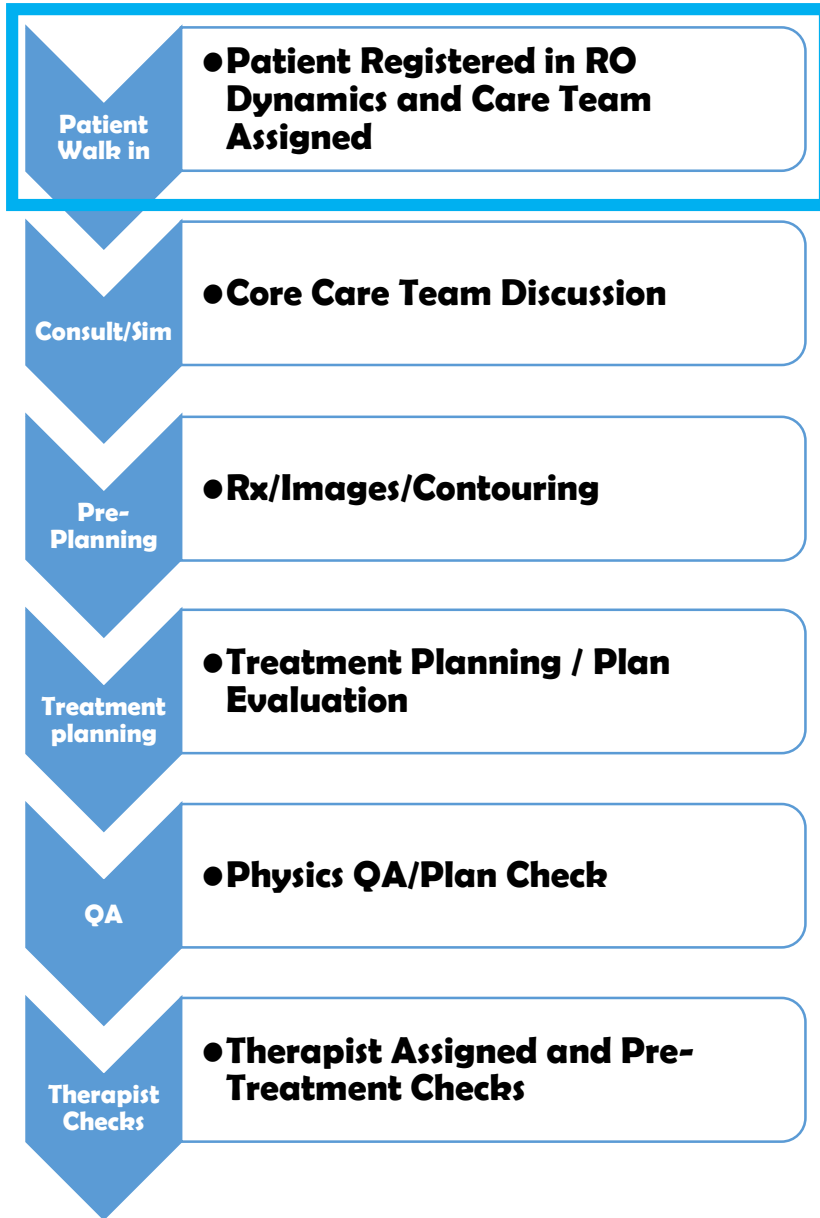 Patient
Walk in
●Patient Registered in RO
Dynamics and Care Team
Assigned
Consult/Sim
●Core Care Team Discussion
Pre-
Planning
●Rx/Images/Contouring
Treatment
planning
●Treatment Planning / Plan
Evaluation
QA
●Physics QA/Plan Check
Therapist
Checks
●Therapist Assigned and Pre-
Treatment Checks